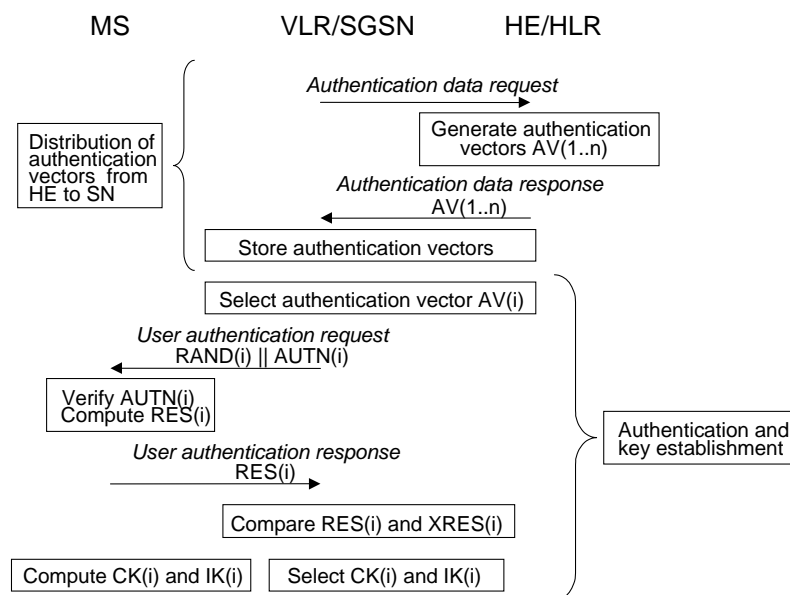 MS VLR/SGSN HE/HLR
Authentication data request
Generate authentication
vectors AV(1..n)
Distribution of
authentication
vectors from
HE to SN
Authentication data response
AV(1..n)
Store authentication vectors
Select authentication vector AV(i)
User authentication request
RAND(i) || AUTN(i)
Verify AUTN(i)
Compute RES(i)
Authentication and
key establishment
User authentication response
RES(i)
Compare RES(i) and XRES(i)
Compute CK(i) and IK(i)
Select CK(i) and IK(i)